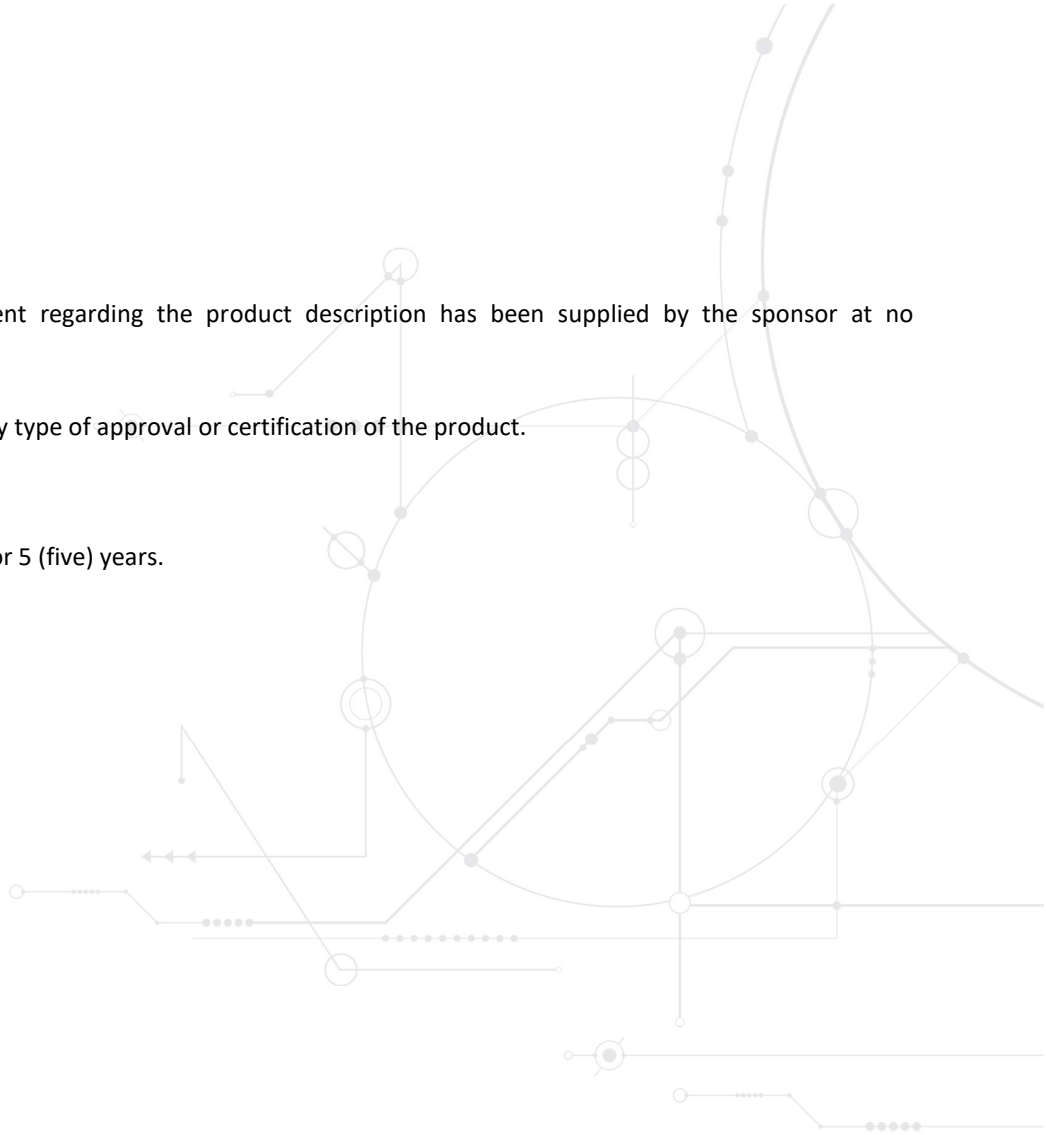 ent regarding the product description has been supplied by the sponsor at no
y type of approval or certification of the product.
or 5 (five) years.